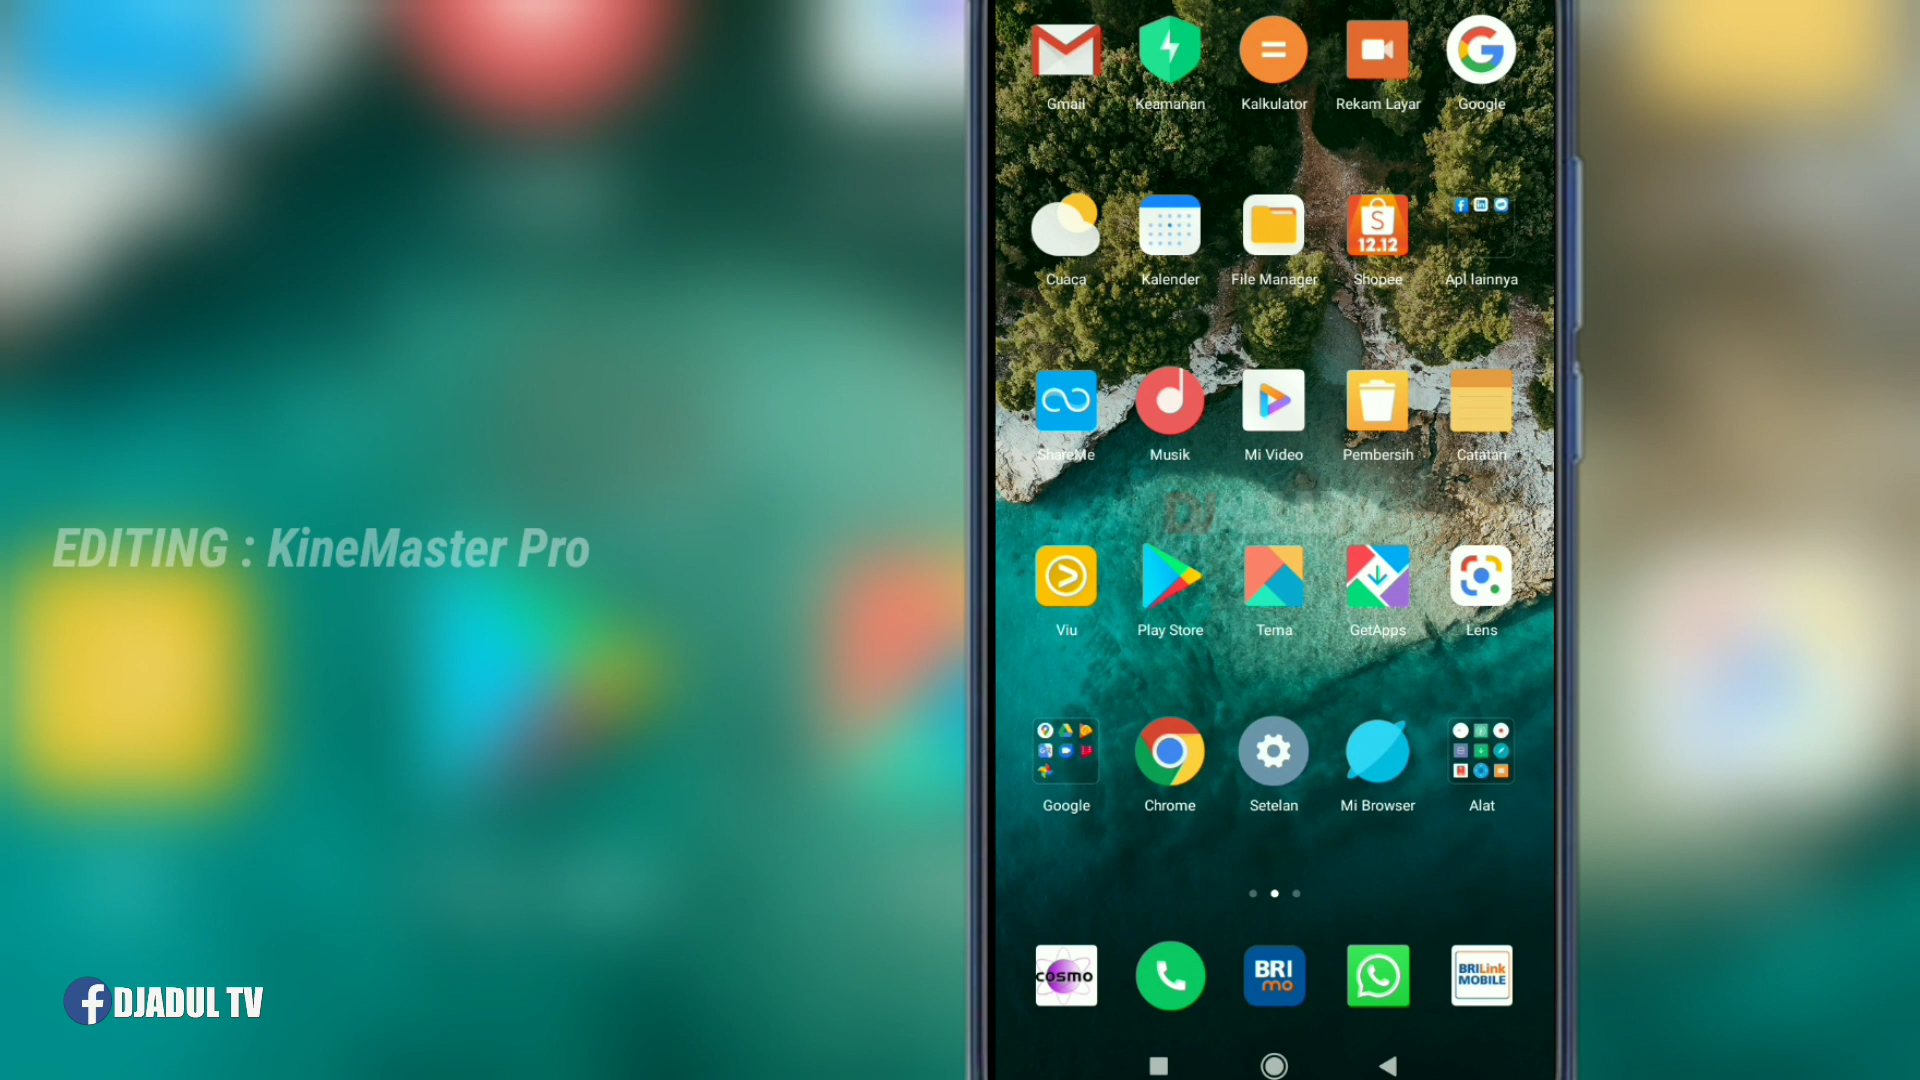 Gmail
Keamanan
Kalkulator
Rekam Layar
Google
12.12
Cuaca
Kalender
File Manager
Shopee
Apl lainnya
ShareMe
Musik
Mi Video
Pembersih
Catatan
EDITING : KineMaster Pro
Viu
Play Store
Tema
GetApps
Lens
Google
Chrome
Setelan
Mi Browser
Alat
cosmo
BRI
mo
BRILink
MOBILE
DJADUL TV